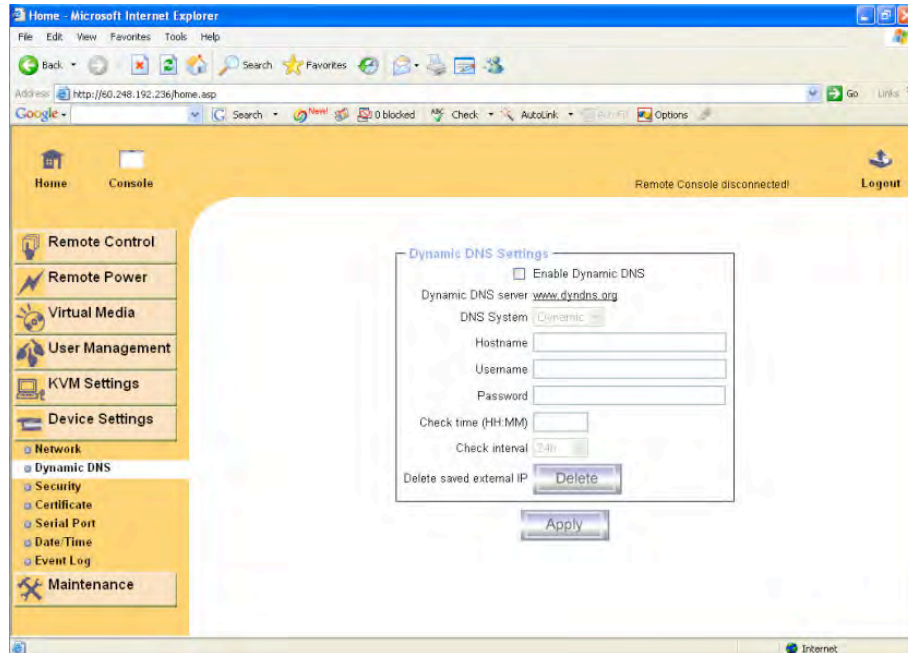 Home - Microsoft Internet Explorer
File Edit View Favorites Tools Help
Back Search Favorites
Address http://60.248.192.236/home.asp Go Links
Google Search New! 0 blocked Check AutoLink AutoFill Options
Home Console Remote Console disconnected! Logout
Remote Control
Remote Power
Virtual Media
User Management
KVM Settings
Device Settings
Network
Dynamic DNS
Security
Certificate
Serial Port
Date/Time
Event Log
Maintenance
Dynamic DNS Settings
Enable Dynamic DNS
Dynamic DNS server www.dyndns.org
DNS System Dynamic
Hostname
Username
Password
Check time (HH:MM)
Check interval 24h
Delete saved external IP Delete
Apply
Internet